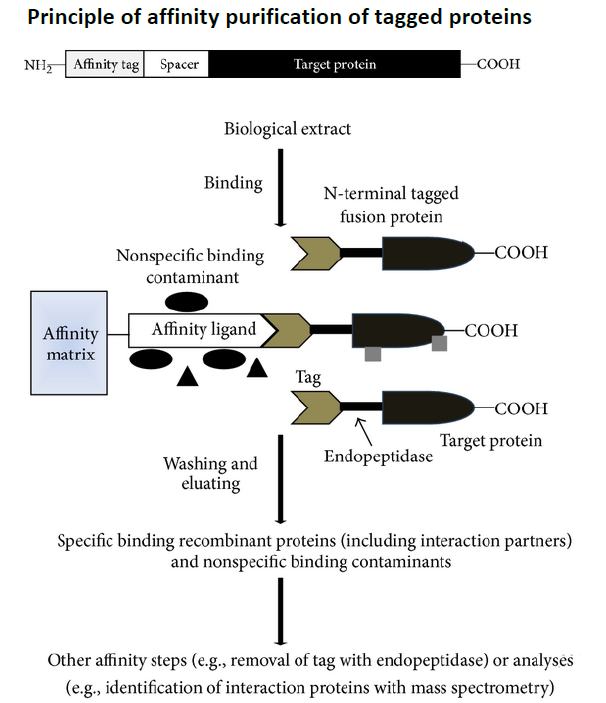 Principle of affinity purification of tagged proteins
NH2 Affinity tag Spacer Target protein COOH
Biological extract
Binding
N-terminal tagged
fusion protein
COOH
Nonspecific binding
contaminant
Affinity
matrix
Affinity ligand
COOH
Tag
COOH
Target protein
Endopeptidase
Washing and
eluating
Specific binding recombinant proteins (including interaction partners)
and nonspecific binding contaminants
Other affinity steps (e.g., removal of tag with endopeptidase) or analyses
(e.g., identification of interaction proteins with mass spectrometry)